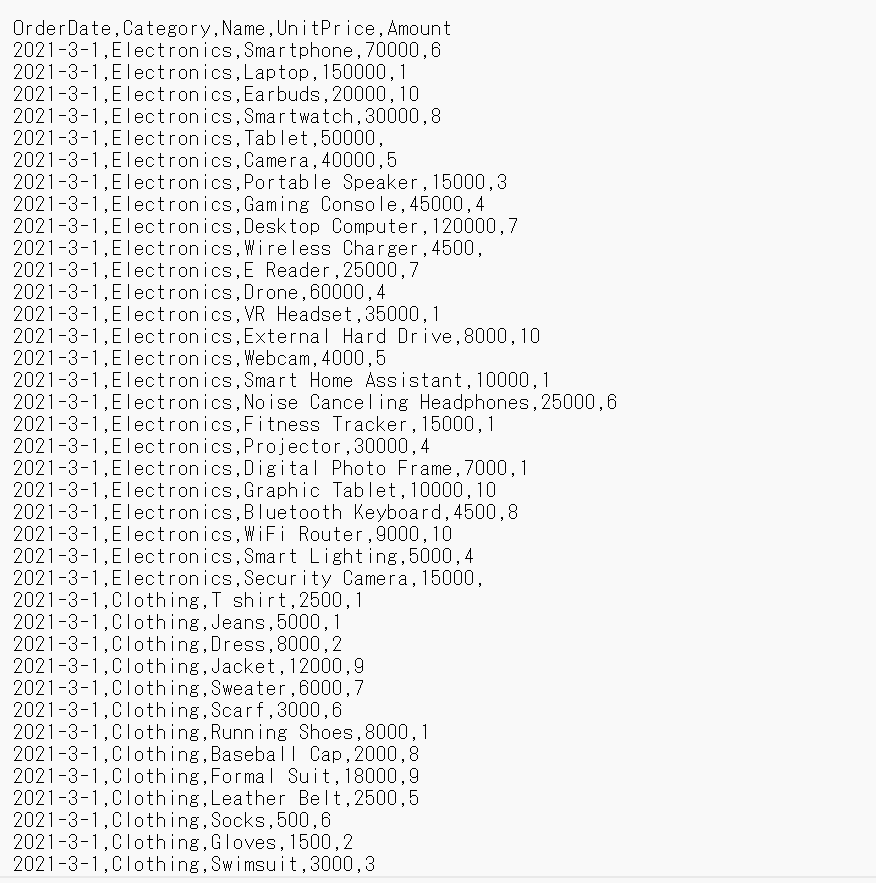 OrderDate,Category,Name,UnitPrice,Amount
2021-3-1,Electronics,Smartphone,70000,6
2021-3-1,Electronics,Laptop,150000,1
2021-3-1,Electronics,Earbuds,20000,10
2021-3-1,Electronics,Smartwatch,30000,8
2021-3-1,Electronics,Tablet,50000,
2021-3-1,Electronics,Camera,40000,5
2021-3-1,Electronics,Portable Speaker,15000,3
2021-3-1,Electronics,Gaming Console,45000,4
2021-3-1,Electronics,Desktop Computer,120000,7
2021-3-1,Electronics,Wireless Charger,4500,
2021-3-1,Electronics,E Reader,25000,7
2021-3-1,Electronics,Drone,60000,4
2021-3-1,Electronics,VR Headset,35000,1
2021-3-1,Electronics,External Hard Drive,8000,10
2021-3-1,Electronics,Webcam,4000,5
2021-3-1,Electronics,Smart Home Assistant,10000,1
2021-3-1,Electronics,Noise Canceling Headphones,25000,6
2021-3-1,Electronics,Fitness Tracker,15000,1
2021-3-1,Electronics,Projector,30000,4
2021-3-1,Electronics,Digital Photo Frame,7000,1
2021-3-1,Electronics,Graphic Tablet,10000,10
2021-3-1,Electronics,Bluetooth Keyboard,4500,8
2021-3-1,Electronics,WiFi Router,9000,10
2021-3-1,Electronics,Smart Lighting,5000,4
2021-3-1,Electronics,Security Camera,15000,
2021-3-1,Clothing,T shirt,2500,1
2021-3-1,Clothing,Jeans,5000,1
2021-3-1,Clothing,Dress,8000,2
2021-3-1,Clothing,Jacket,12000,9
2021-3-1,Clothing,Sweater,6000,7
2021-3-1,Clothing,Scarf,3000,6
2021-3-1,Clothing,Running Shoes,8000,1
2021-3-1,Clothing,Baseball Cap,2000,8
2021-3-1,Clothing,Formal Suit,18000,9
2021-3-1,Clothing,Leather Belt,2500,5
2021-3-1,Clothing,Socks,500,6
2021-3-1,Clothing,Gloves,1500,2
2021-3-1,Clothing,Swimsuit,3000,3